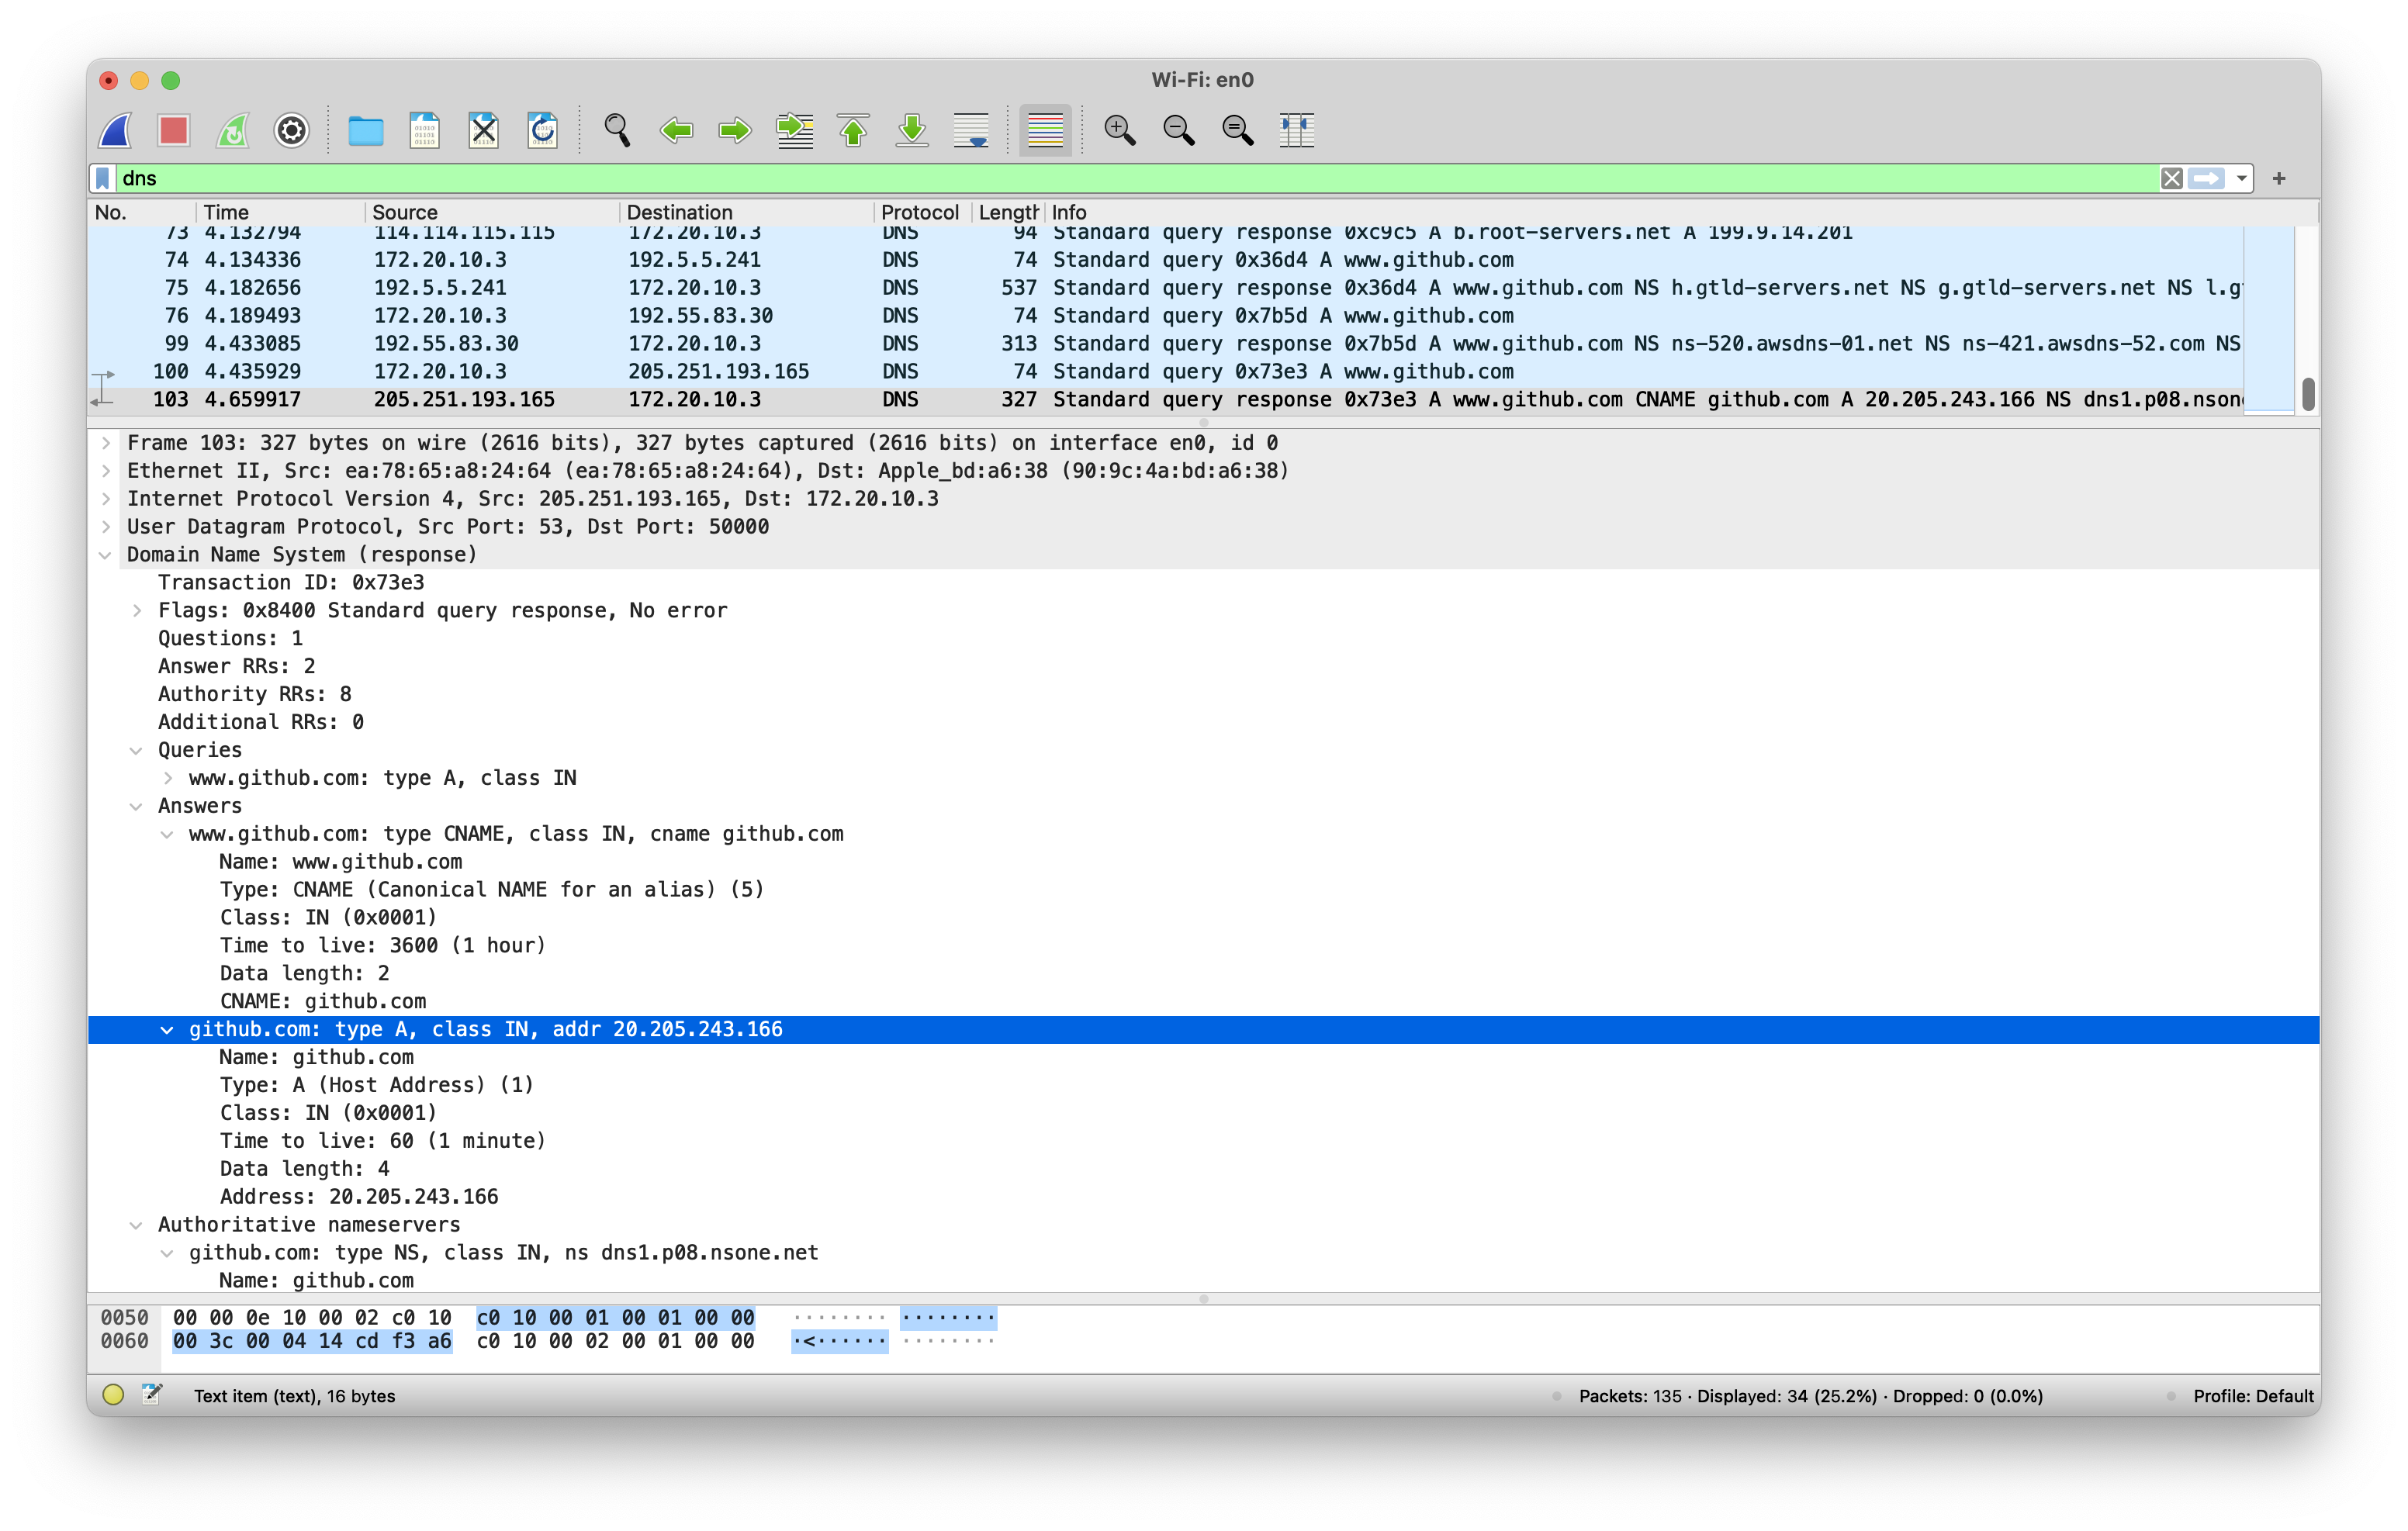 Wi-Fi: en0
dns
No. Time Source Destination Protocol Length Info
73 4.132794 114.114.115.115 172.20.10.3 DNS 94 Standard query response 0xc9c5 A b.root-servers.net A 199.9.14.201
74 4.134336 172.20.10.3 192.5.5.241 DNS 74 Standard query 0x36d4 A www.github.com
75 4.182656 192.5.5.241 172.20.10.3 DNS 537 Standard query response 0x36d4 A www.github.com NS h.gtld-servers.net NS g.gtld-servers.net NS l.g
76 4.189493 172.20.10.3 192.55.83.30 DNS 74 Standard query 0x7b5d A www.github.com
99 4.433085 192.55.83.30 172.20.10.3 DNS 313 Standard query response 0x7b5d A www.github.com NS ns-520.awsdns-01.net NS ns-421.awsdns-52.com NS
100 4.435929 172.20.10.3 205.251.193.165 DNS 74 Standard query 0x73e3 A www.github.com
103 4.659917 205.251.193.165 172.20.10.3 DNS 327 Standard query response 0x73e3 A www.github.com CNAME github.com A 20.205.243.166 NS dns1.p08.nson
Frame 103: 327 bytes on wire (2616 bits), 327 bytes captured (2616 bits) on interface en0, id 0
Ethernet II, Src: ea:78:65:a8:24:64 (ea:78:65:a8:24:64), Dst: Apple_bd:a6:38 (90:9c:4a:bd:a6:38)
Internet Protocol Version 4, Src: 205.251.193.165, Dst: 172.20.10.3
User Datagram Protocol, Src Port: 53, Dst Port: 50000
Domain Name System (response)
Transaction ID: 0x73e3
Flags: 0x8400 Standard query response, No error
Questions: 1
Answer RRs: 2
Authority RRs: 8
Additional RRs: 0
Queries
www.github.com: type A, class IN
Answers
www.github.com: type CNAME, class IN, cname github.com
Name: www.github.com
Type: CNAME (Canonical NAME for an alias) (5)
Class: IN (0x0001)
Time to live: 3600 (1 hour)
Data length: 2
CNAME: github.com
github.com: type A, class IN, addr 20.205.243.166
Name: github.com
Type: A (Host Address) (1)
Class: IN (0x0001)
Time to live: 60 (1 minute)
Data length: 4
Address: 20.205.243.166
Authoritative nameservers
github.com: type NS, class IN, ns dns1.p08.nsone.net
Name: github.com
0050 00 00 0e 10 00 02 c0 10 c0 10 00 01 00 01 00 00 ········ ········
0060 00 3c 00 04 14 cd f3 a6 c0 10 00 02 00 01 00 00 ·<······ ········
Text item (text), 16 bytes Packets: 135 · Displayed: 34 (25.2%) · Dropped: 0 (0.0%) Profile: Default